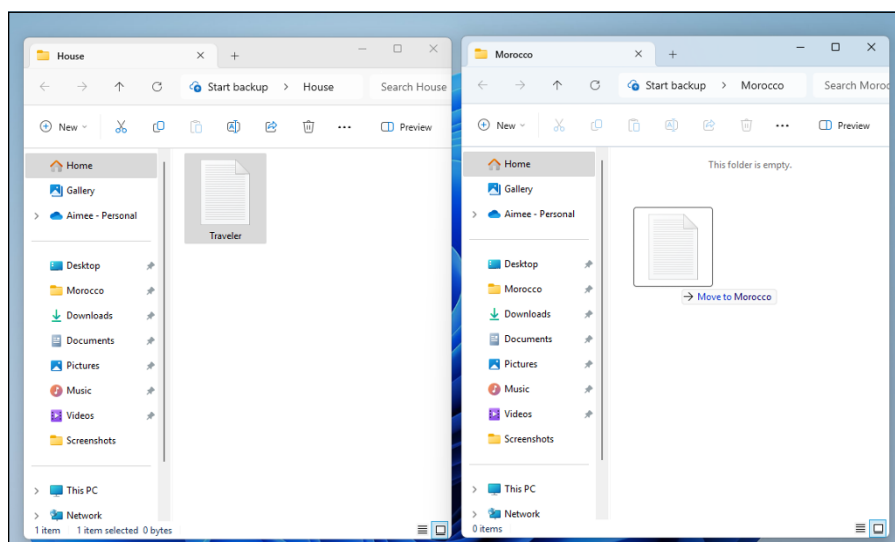 House
Start backup > House
Search House
New
Preview
Home
Gallery
Aimee - Personal
Desktop
Morocco
Downloads
Documents
Pictures
Music
Videos
Screenshots
This PC
Network
1 item 1 item selected 0 bytes
Traveler
Morocco
Start backup > Morocco
Search Moroc
New
Preview
Home
Gallery
Aimee - Personal
Desktop
Morocco
Downloads
Documents
Pictures
Music
Videos
Screenshots
This PC
Network
0 items
This folder is empty.
→ Move to Morocco